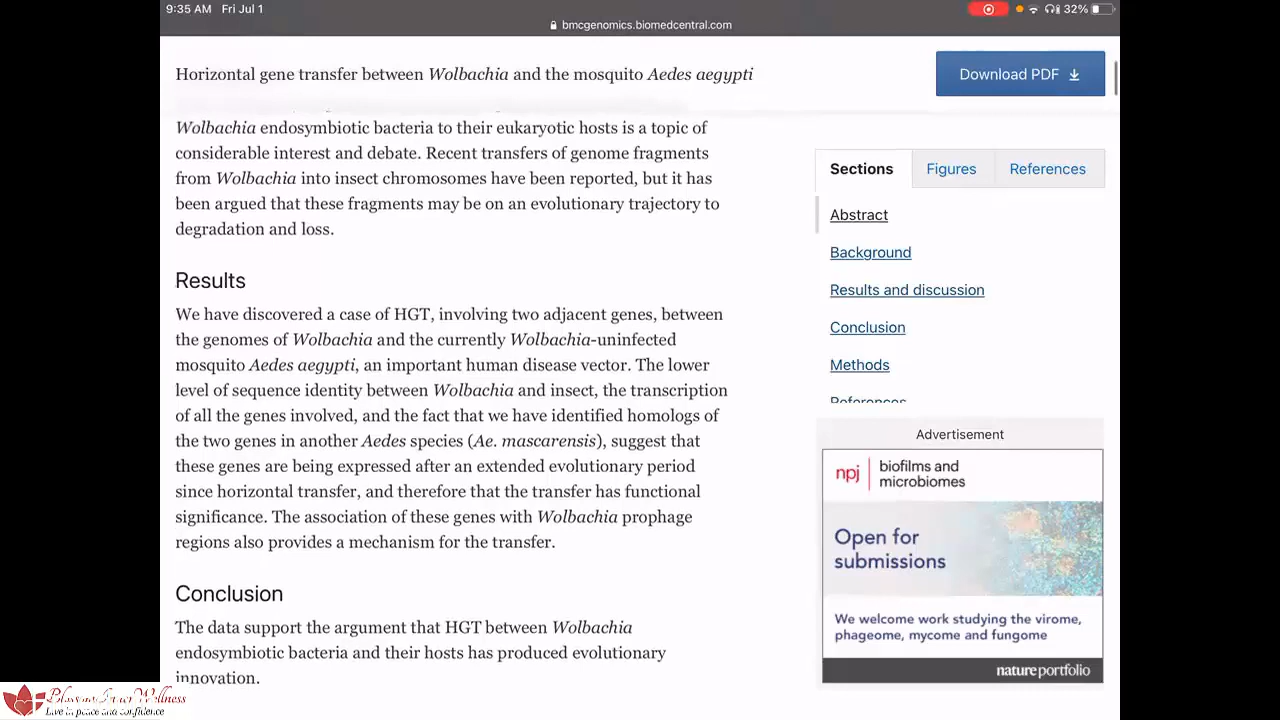 9:35 AM Fri Jul 1
32%
bmcgenomics.biomedcentral.com
Horizontal gene transfer between Wolbachia and the mosquito Aedes aegypti
Download PDF
Wolbachia endosymbiotic bacteria to their eukaryotic hosts is a topic of
considerable interest and debate. Recent transfers of genome fragments
from Wolbachia into insect chromosomes have been reported, but it has
been argued that these fragments may be on an evolutionary trajectory to
degradation and loss.
Results
We have discovered a case of HGT, involving two adjacent genes, between
the genomes of Wolbachia and the currently Wolbachia-uninfected
mosquito Aedes aegypti, an important human disease vector. The lower
level of sequence identity between Wolbachia and insect, the transcription
of all the genes involved, and the fact that we have identified homologs of
the two genes in another Aedes species (Ae. mascarensis), suggest that
these genes are being expressed after an extended evolutionary period
since horizontal transfer, and therefore that the transfer has functional
significance. The association of these genes with Wolbachia prophage
regions also provides a mechanism for the transfer.
Conclusion
The data support the argument that HGT between Wolbachia
endosymbiotic bacteria and their hosts has produced evolutionary
innovation.
Sections
Figures
References
Abstract
Background
Results and discussion
Conclusion
Methods
References
Advertisement
npj
biofilms and
microbiomes
Open for
submissions
We welcome work studying the virome,
phageome, mycome and fungome
natureportfolio
Blossom Inner Wellness
Live in peace and confidence